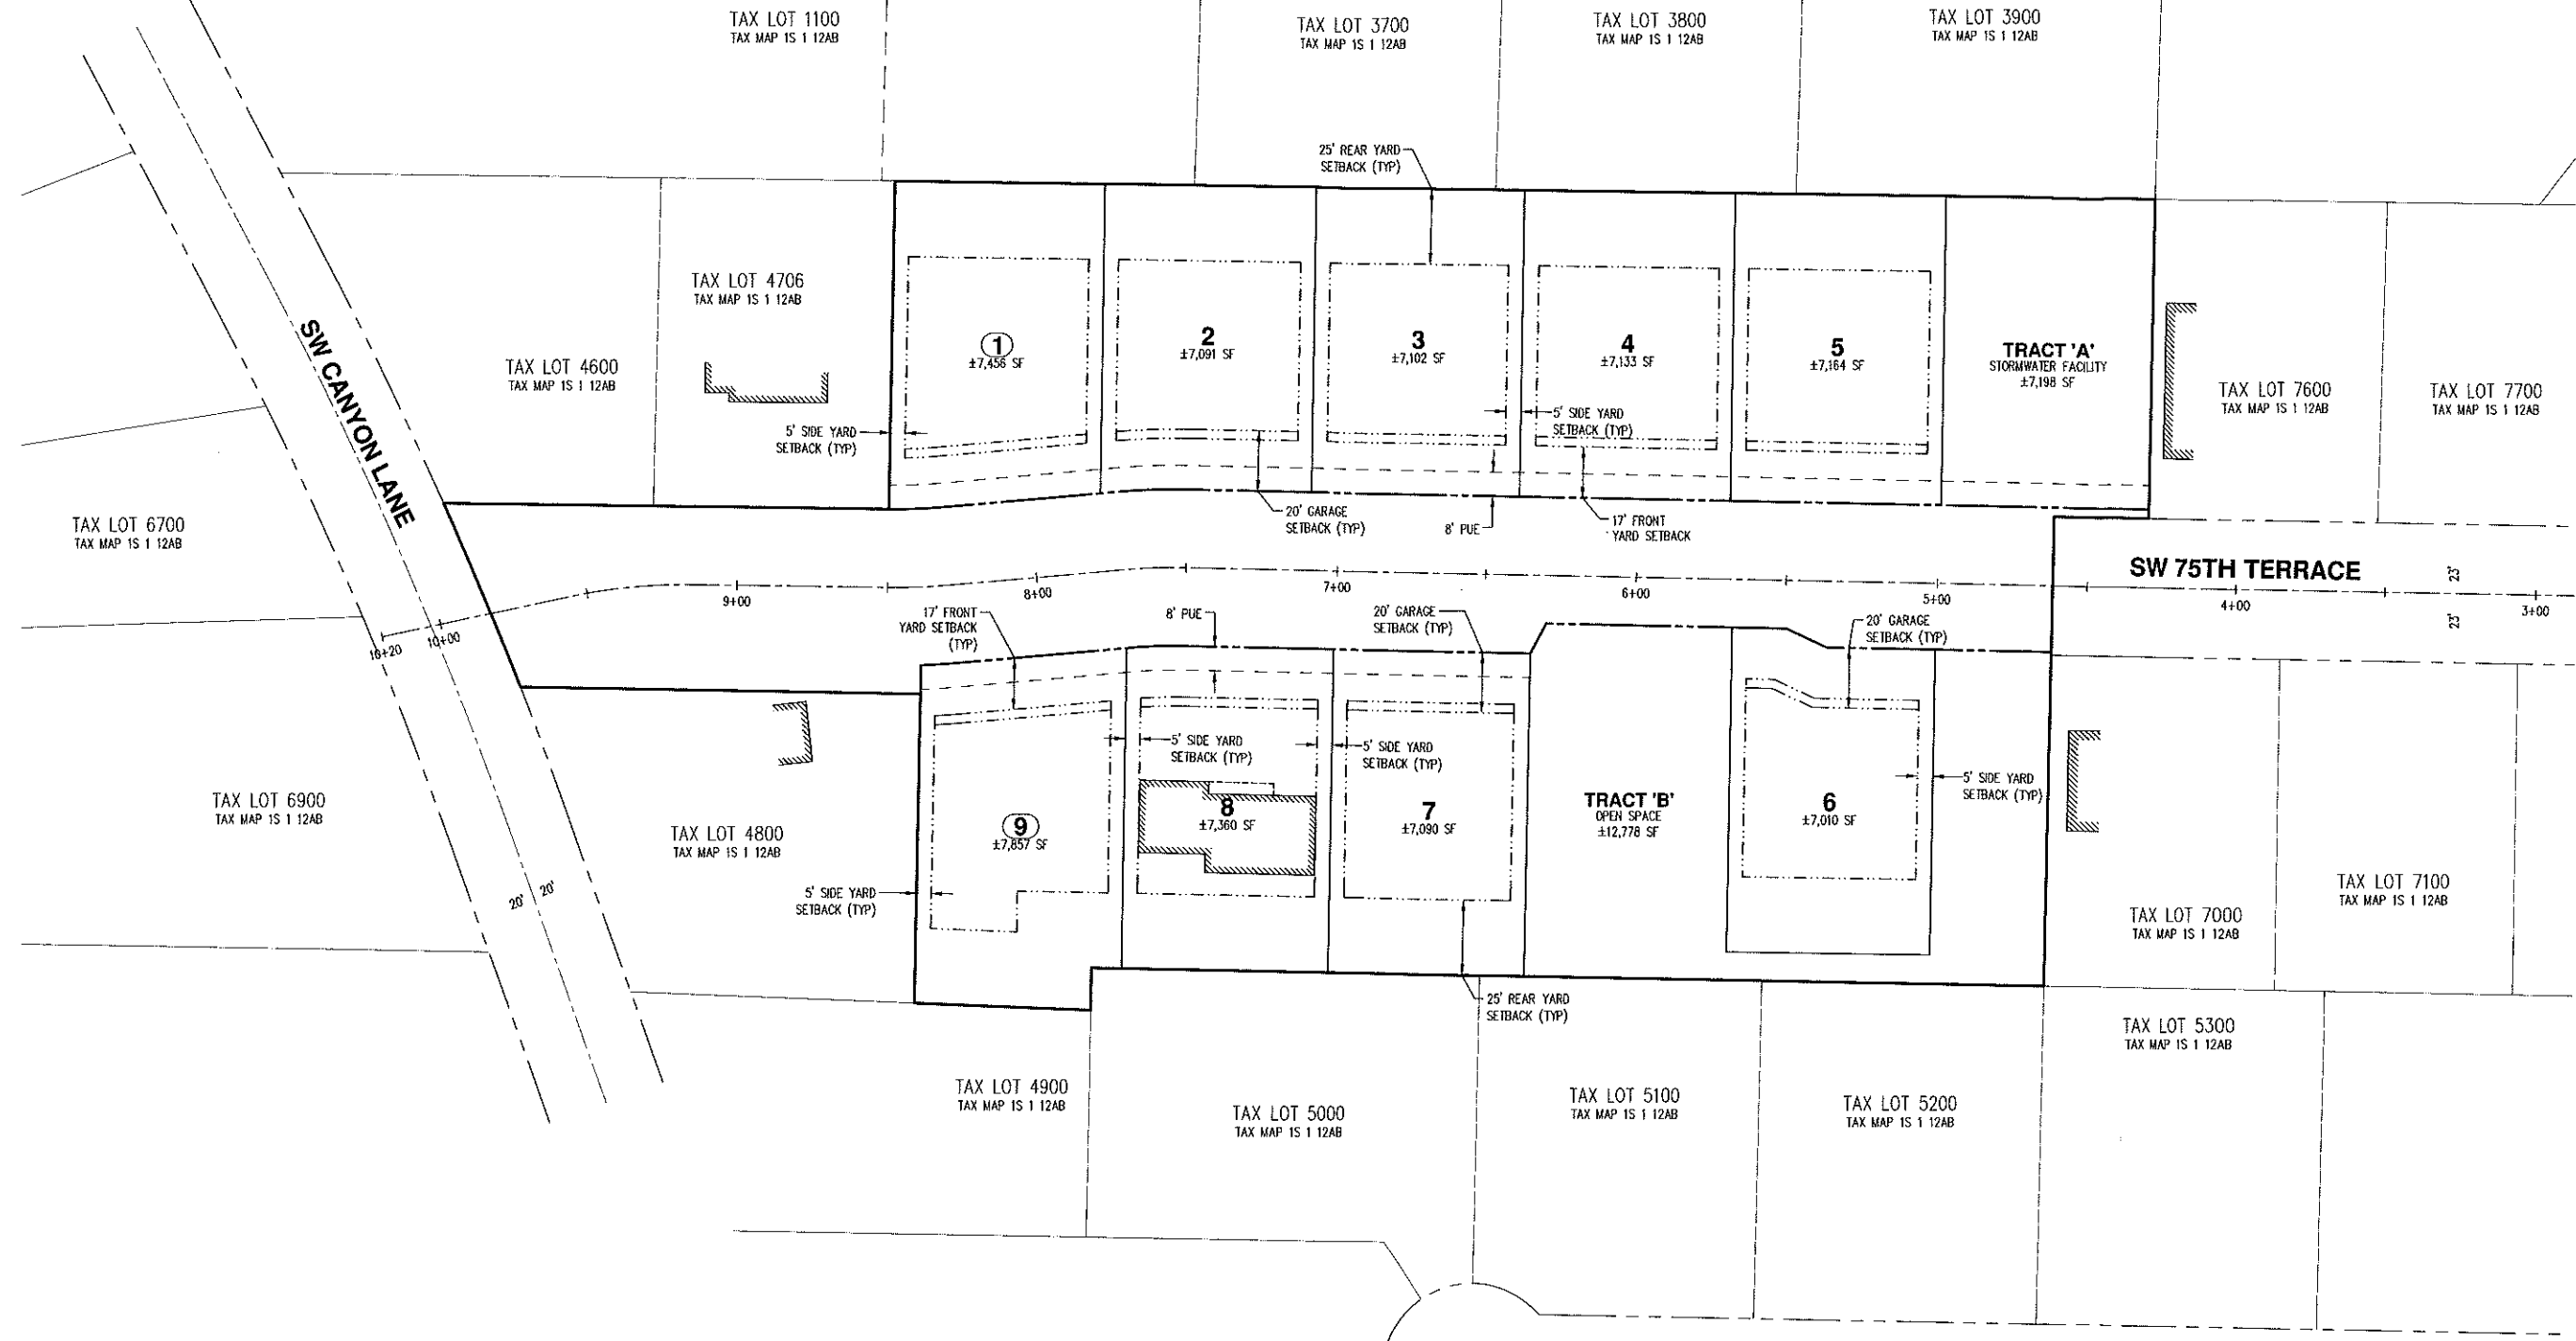 TAX LOT 1100
TAX MAP 1S 1 12AB
TAX LOT 3700
TAX MAP 1S 1 12AB
TAX LOT 3800
TAX MAP 1S 1 12AB
TAX LOT 3900
TAX MAP 1S 1 12AB
25' REAR YARD
SETBACK (TYP)
TAX LOT 4706
TAX MAP 1S 1 12AB
TAX LOT 4600
TAX MAP 1S 1 12AB
SW CANYON LANE
1
±7,456 SF
2
±7,091 SF
3
±7,102 SF
4
±7,133 SF
5
±7,164 SF
TRACT 'A'
STORMWATER FACILITY
±7,198 SF
TAX LOT 7600
TAX MAP 1S 1 12AB
TAX LOT 7700
TAX MAP 1S 1 12AB
5' SIDE YARD
SETBACK (TYP)
5' SIDE YARD
SETBACK (TYP)
TAX LOT 6700
TAX MAP 1S 1 12AB
20' GARAGE
SETBACK (TYP)
8' PUE
17' FRONT
YARD SETBACK
SW 75TH TERRACE
23'
23'
10+20
10+00
9+00
8+00
7+00
6+00
5+00
4+00
3+00
17' FRONT
YARD SETBACK
(TYP)
8' PUE
20' GARAGE
SETBACK (TYP)
20' GARAGE
SETBACK (TYP)
5' SIDE YARD
SETBACK (TYP)
5' SIDE YARD
SETBACK (TYP)
5' SIDE YARD
SETBACK (TYP)
TAX LOT 6900
TAX MAP 1S 1 12AB
TAX LOT 4800
TAX MAP 1S 1 12AB
9
±7,857 SF
8
±7,360 SF
7
±7,090 SF
TRACT 'B'
OPEN SPACE
±12,778 SF
6
±7,010 SF
20'
20'
5' SIDE YARD
SETBACK (TYP)
TAX LOT 7000
TAX MAP 1S 1 12AB
TAX LOT 7100
TAX MAP 1S 1 12AB
25' REAR YARD
SETBACK (TYP)
TAX LOT 5300
TAX MAP 1S 1 12AB
TAX LOT 4900
TAX MAP 1S 1 12AB
TAX LOT 5000
TAX MAP 1S 1 12AB
TAX LOT 5100
TAX MAP 1S 1 12AB
TAX LOT 5200
TAX MAP 1S 1 12AB